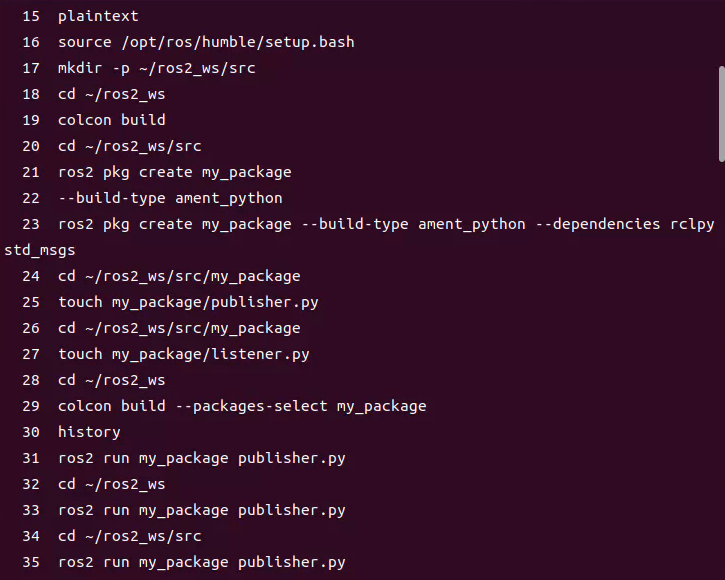 15 plaintext
16 source /opt/ros/humble/setup.bash
17 mkdir -p ~/ros2_ws/src
18 cd ~/ros2_ws
19 colcon build
20 cd ~/ros2_ws/src
21 ros2 pkg create my_package
22 --build-type ament_python
23 ros2 pkg create my_package --build-type ament_python --dependencies rclpy
std_msgs
24 cd ~/ros2_ws/src/my_package
25 touch my_package/publisher.py
26 cd ~/ros2_ws/src/my_package
27 touch my_package/listener.py
28 cd ~/ros2_ws
29 colcon build --packages-select my_package
30 history
31 ros2 run my_package publisher.py
32 cd ~/ros2_ws
33 ros2 run my_package publisher.py
34 cd ~/ros2_ws/src
35 ros2 run my_package publisher.py